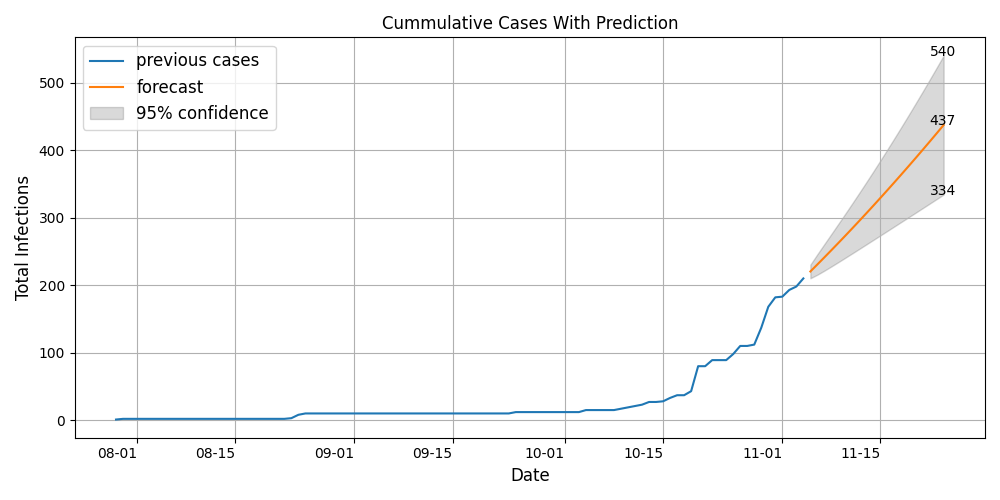 Cummulative Cases With Prediction
previous cases
forecast
95% confidence
540
437
334
500
400
300
200
100
0
Total Infections
08-01 08-15 09-01 09-15 10-01 10-15 11-01 11-15
Date